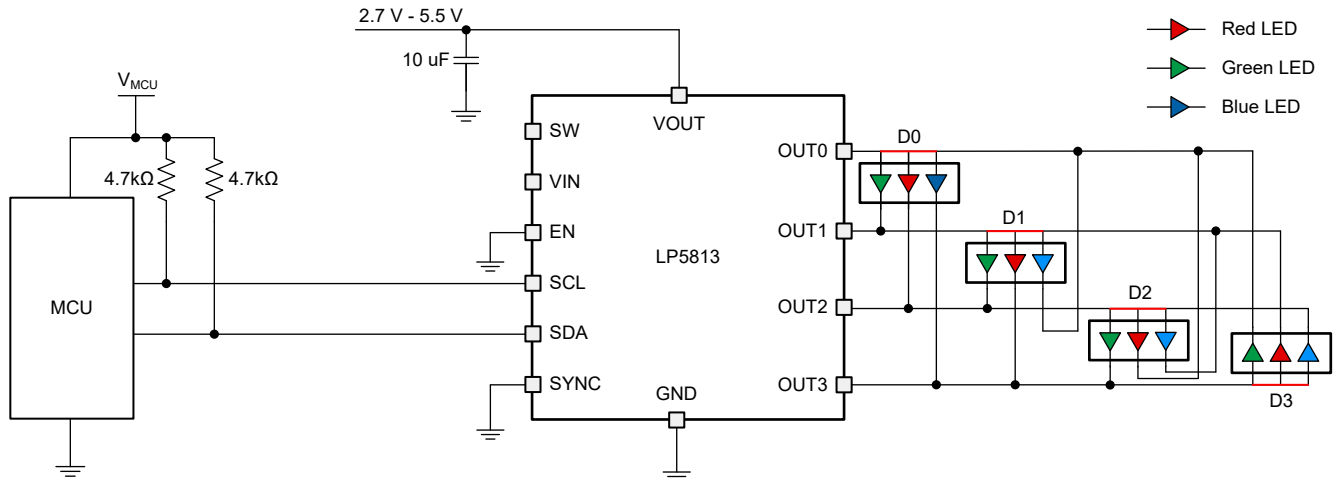 2.7 V - 5.5 V
10 uF
V_MCU
4.7kΩ
4.7kΩ
MCU
SW
VIN
EN
SCL
SDA
SYNC
VOUT
LP5813
GND
OUT0
OUT1
OUT2
OUT3
D0
D1
D2
D3
Red LED
Green LED
Blue LED